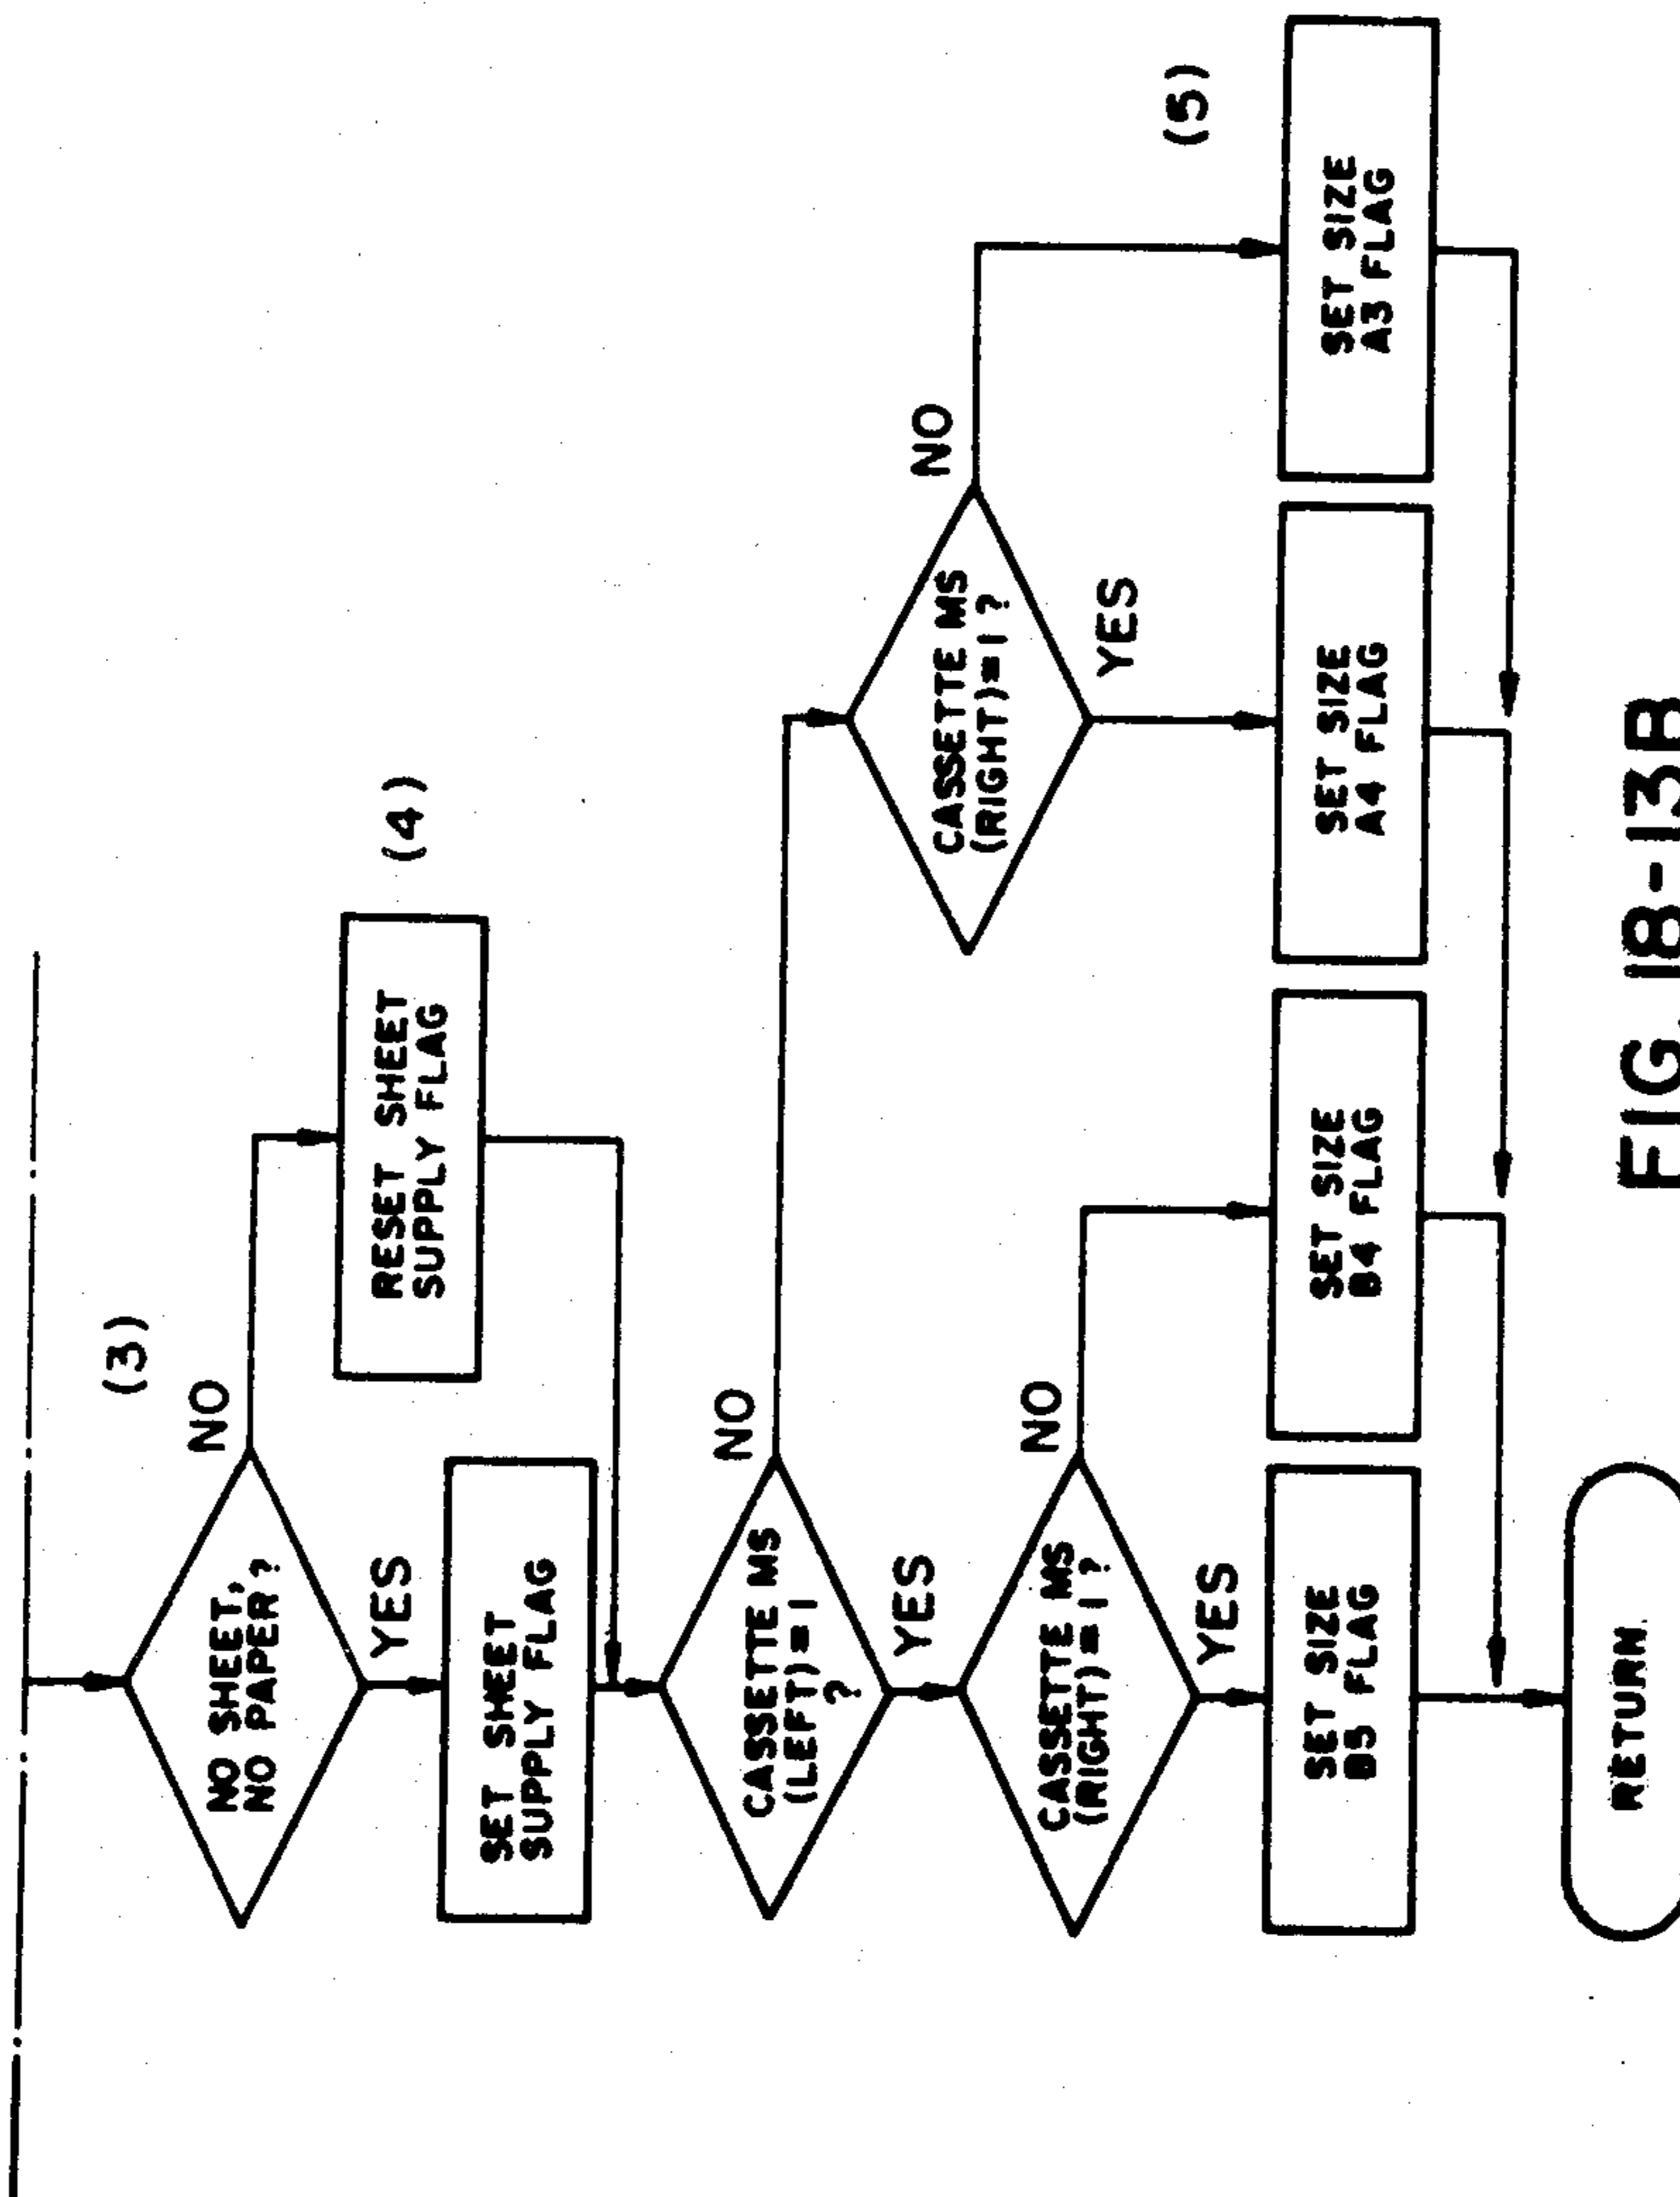 (3)
NO SHEET,
NO PAPER?
NO
YES
SET SHEET
SUPPLY FLAG
RESET SHEET
SUPPLY FLAG
(4)
CASSETTE MS
(LEFT)=1
?
NO
YES
CASSETTE MS
(RIGHT)=1?
NO
YES
CASSETTE MS
(RIGHT)=1?
NO
YES
(5)
SET SIZE
B5 FLAG
SET SIZE
B4 FLAG
SET SIZE
A4 FLAG
SET SIZE
A3 FLAG
RETURN
FIG. 18-13B